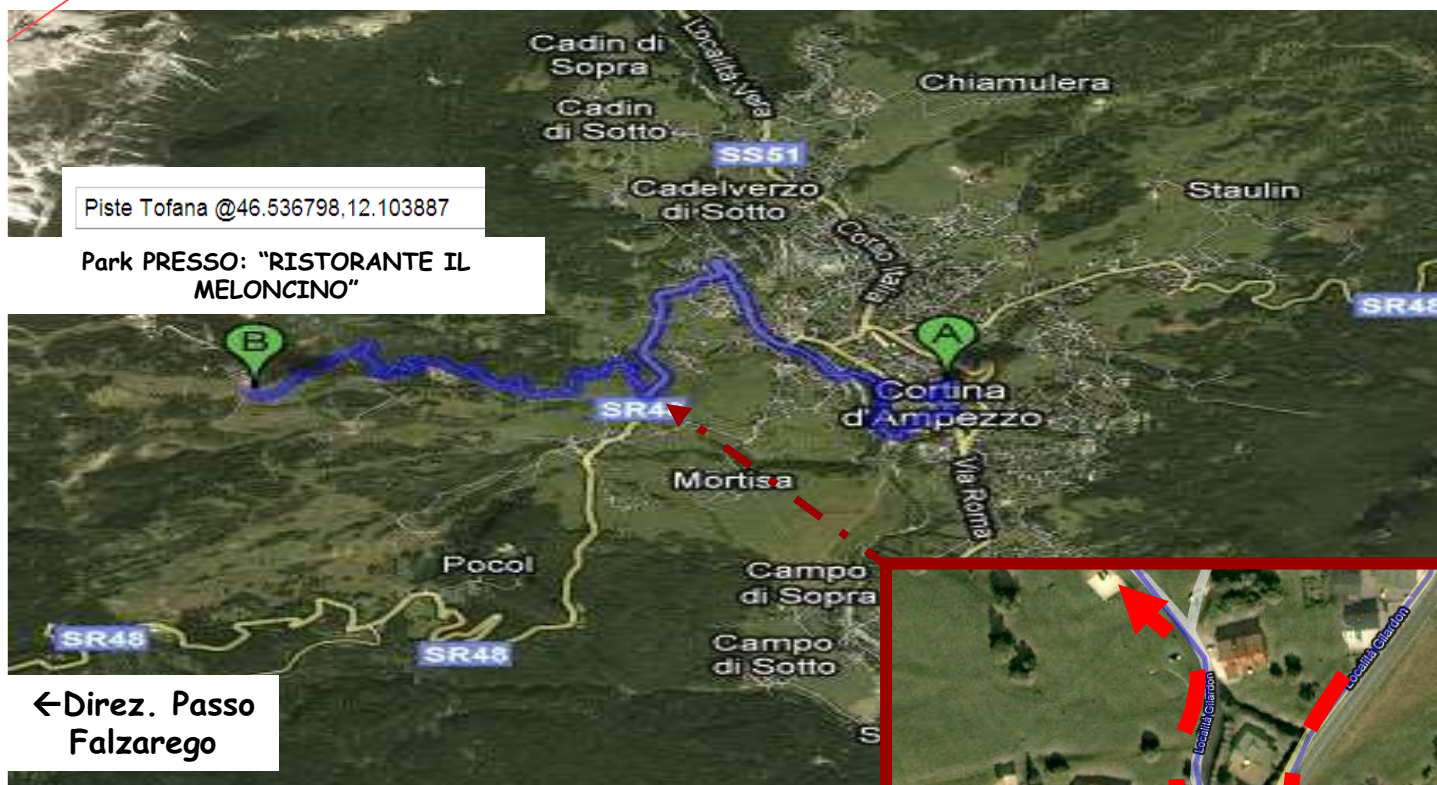 Cadin di
Sopra
Località Vera
Chiamulera
Cadin
di Sotto
SS51
Cadelverzo
di Sotto
Staulin
Piste Tofana @46.536798,12.103887
Corso Italia
Park PRESSO: “RISTORANTE IL
MELONCINO”
SR48
B
A
Cortina
d'Ampezzo
SR48
Mortisa
Via Roma
Pocol
Campo
di Sopra
SR48
SR48
Campo
di Sotto
←Direz. Passo
Falzarego
S
Località Gilardon
Località Gilardon